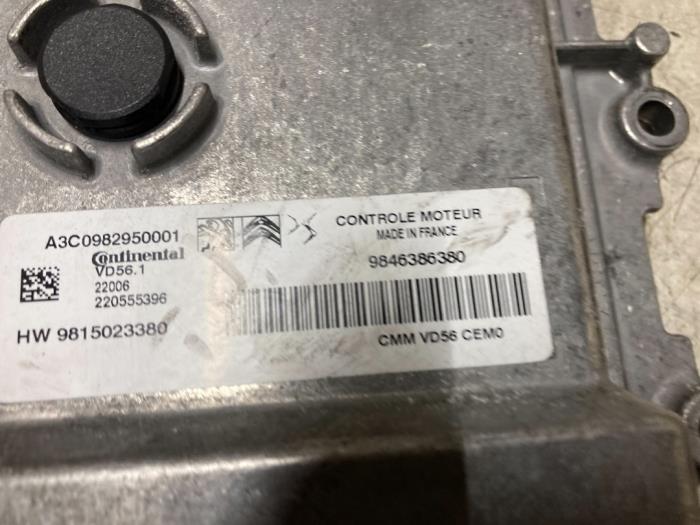 A3C0982950001
Continental
VD56.1
22006
220555396
HW 9815023380
CONTROLE MOTEUR
MADE IN FRANCE
9846386380
CMM VD56 CEM0